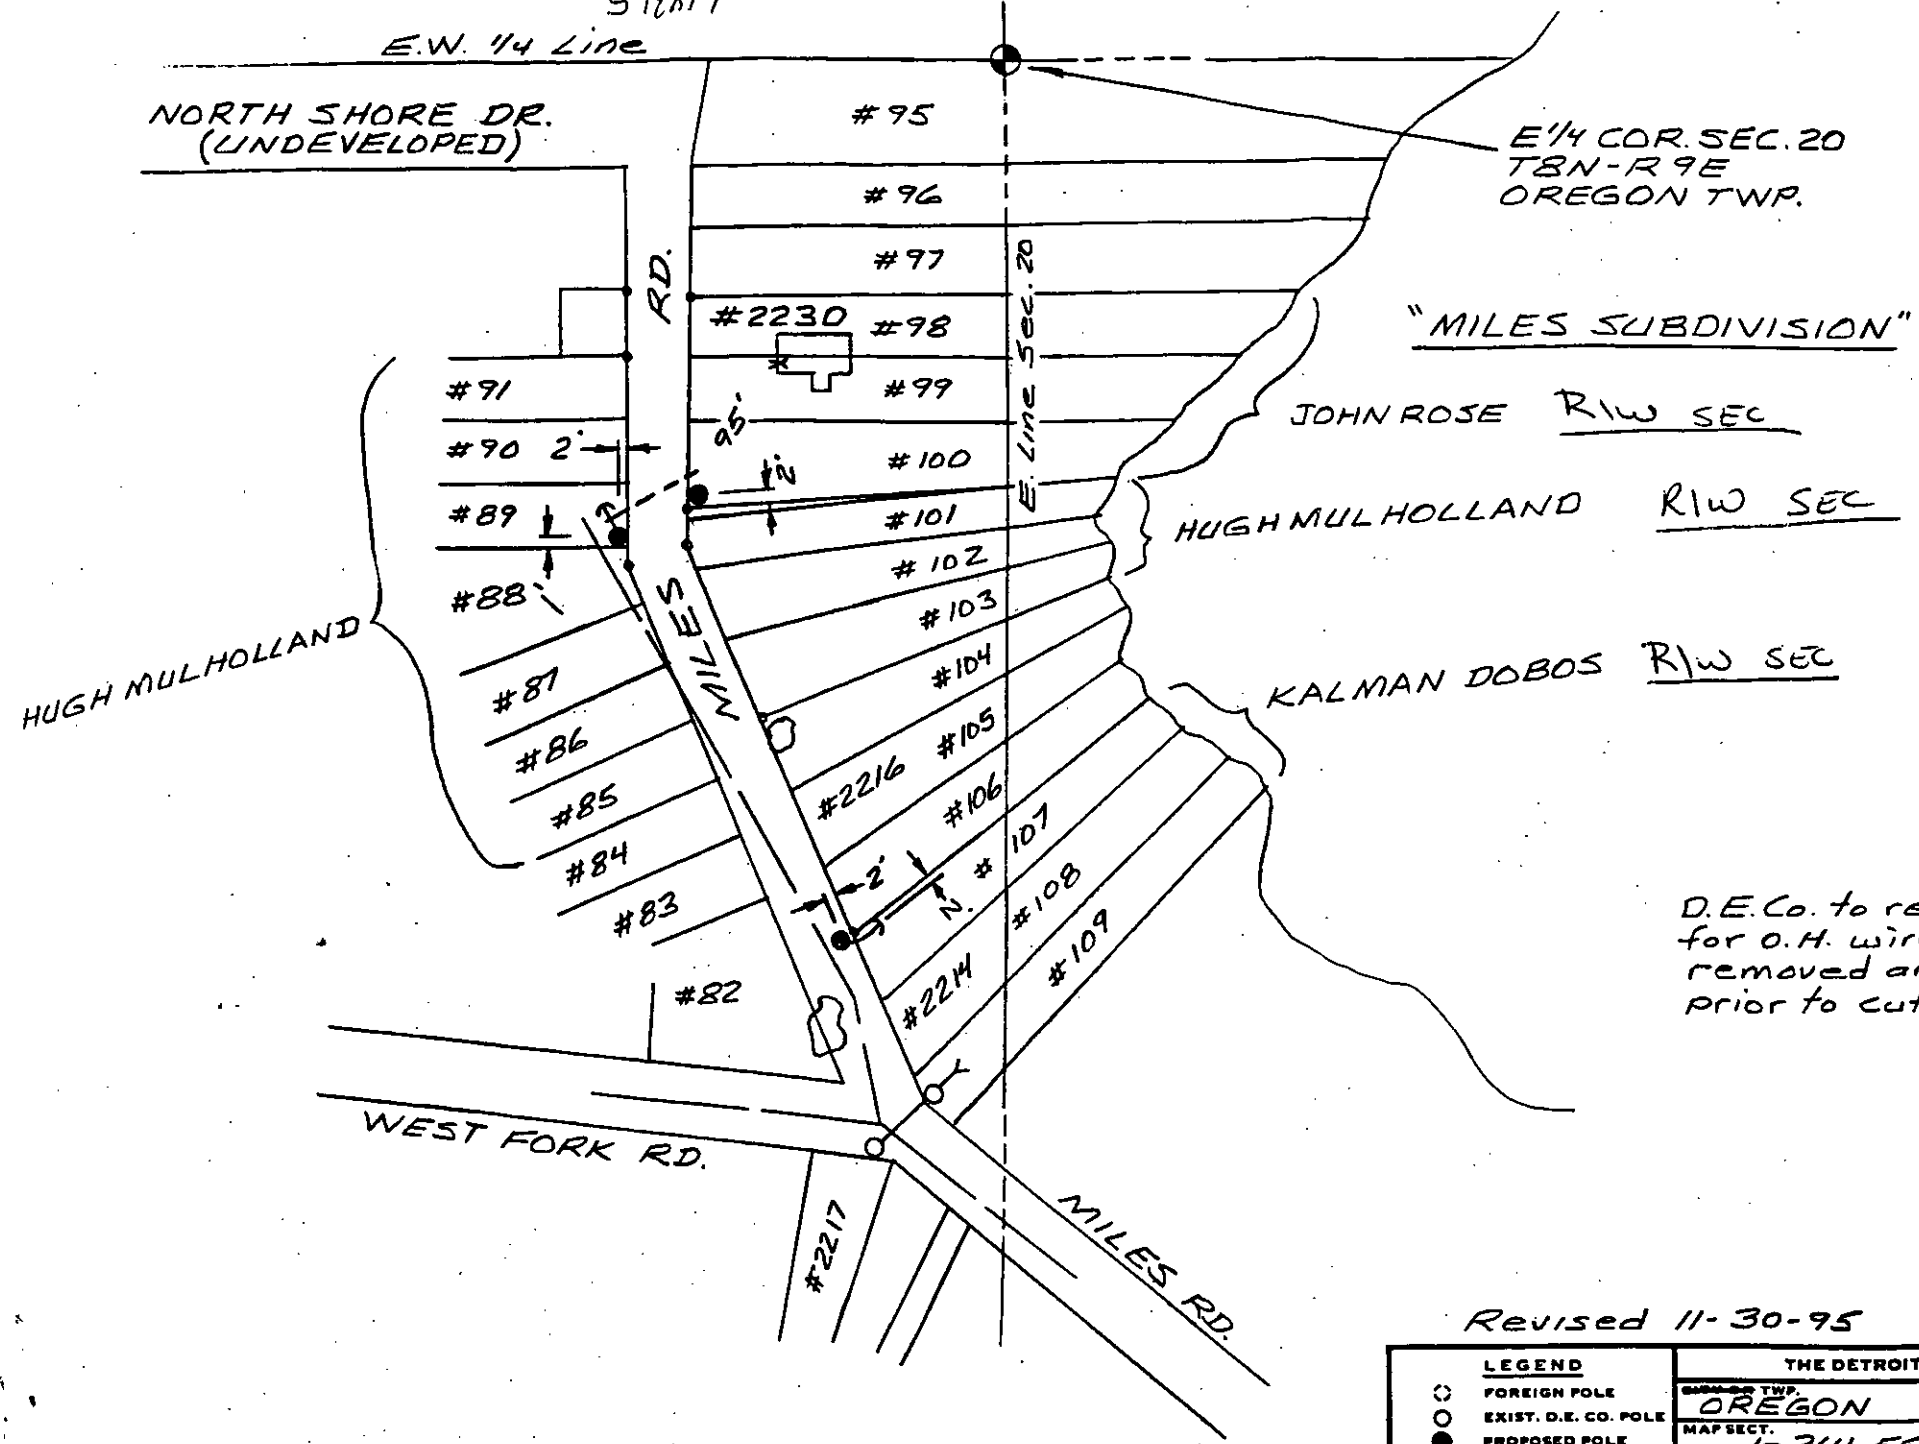 E.W. 1/4 Line
NORTH SHORE DR.
(UNDEVELOPED)
#95
E 1/4 COR. SEC. 20
T8N-R9E
OREGON TWP.
#96
#97
RD.
E. Line Sec. 20
#2230
#98
"MILES SUBDIVISION"
#91
#99
JOHN ROSE R/W SEC
95'
#90
2'
#100
2'
#89
#101
HUGH MULHOLLAND R/W SEC
#88
#102
MILES
#103
HUGH MULHOLLAND
#87
#104
KALMAN DOBOS R/W SEC
#86
#105
#85
#2216
#106
#84
#107
2'
2'
#83
#108
#109
D.E.Co. to re
for O.H. wir
removed a
prior to cut
#82
#2214
WEST FORK RD.
#2217
MILES RD.
Revised 11-30-95
LEGEND
THE DETROIT
FOREIGN POLE
TWP.
OREGON
EXIST. D.E. CO. POLE
MAP SECT.
PROPOSED POLE